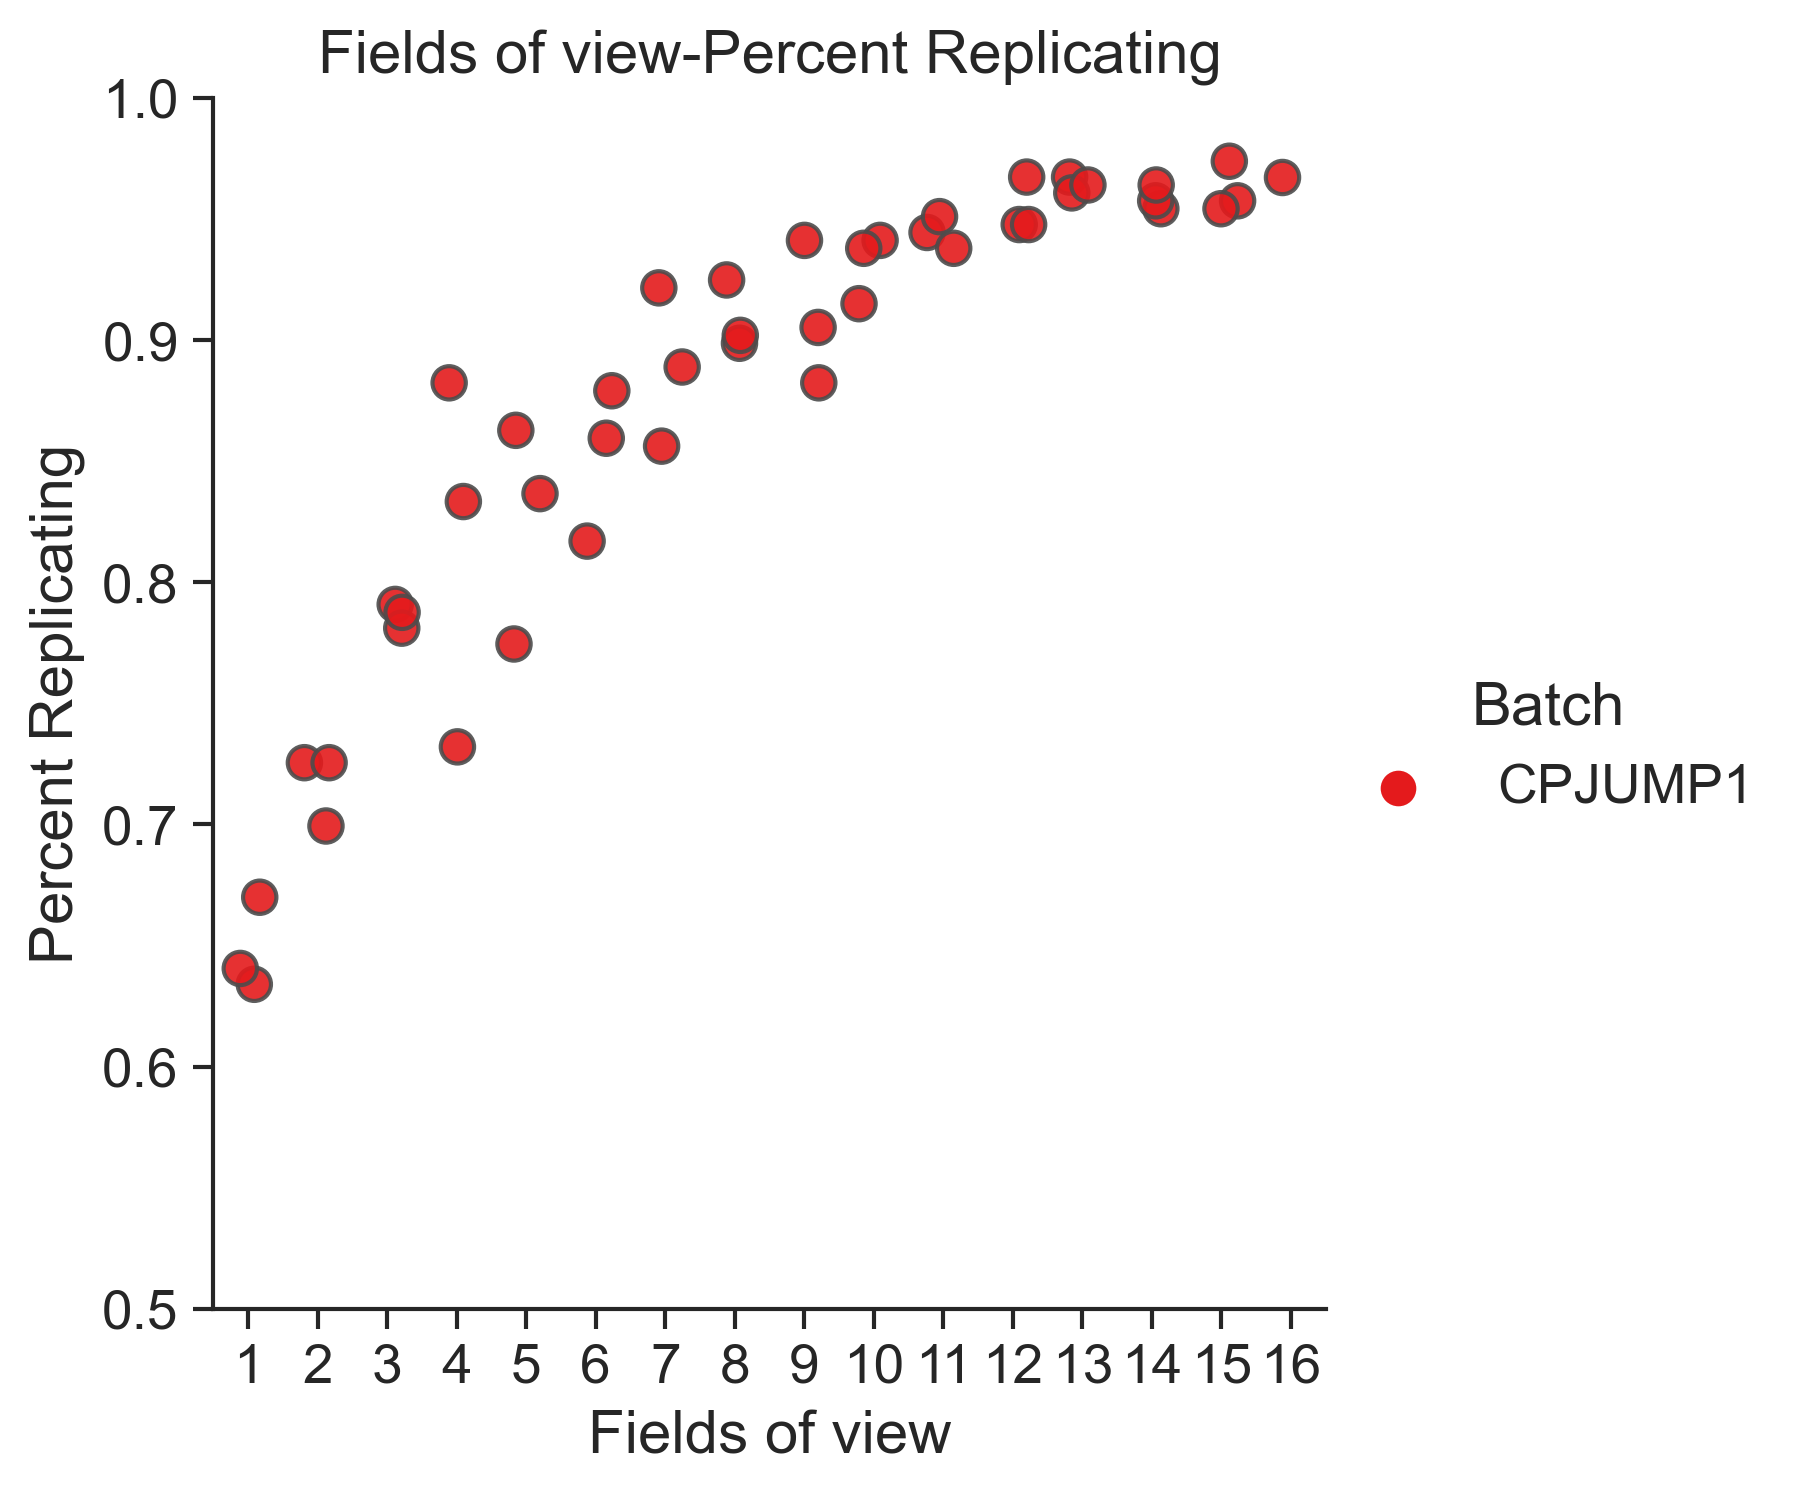 Fields of view-Percent Replicating
1.0
0.9
0.8
0.7
0.6
0.5
Percent Replicating
1 2 3 4 5 6 7 8 9 10 11 12 13 14 15 16
Fields of view
Batch
CPJUMP1